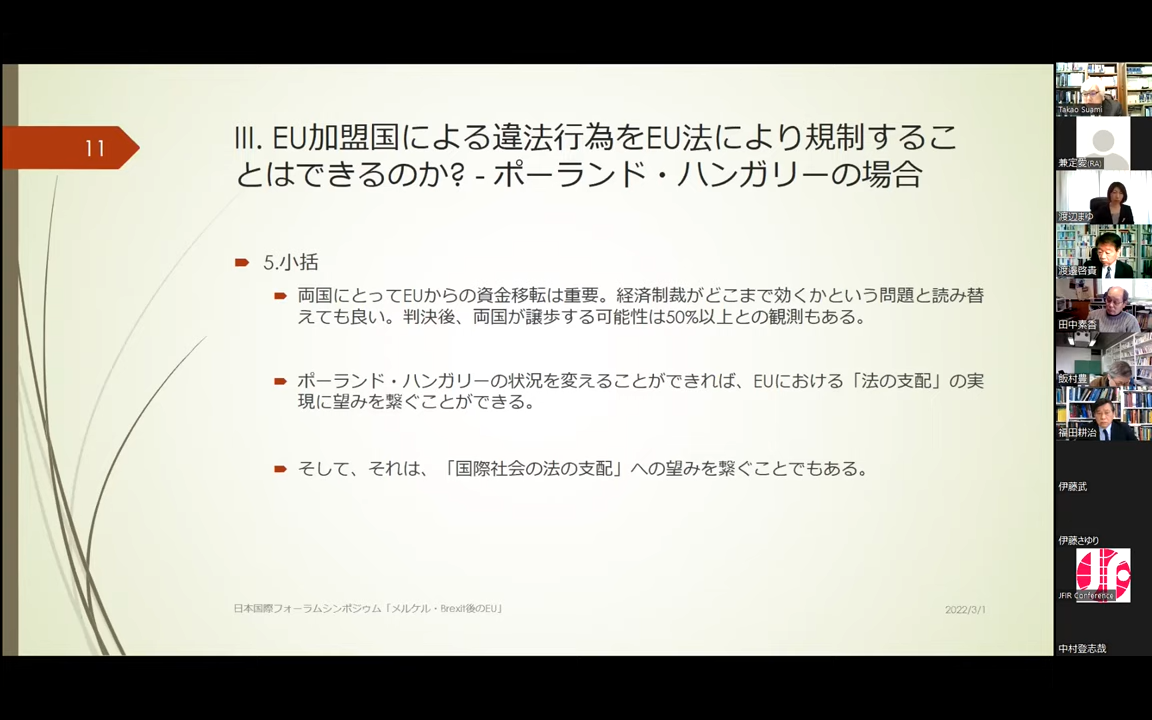 11
III. EU加盟国による違法行為をEU法により規制するこ
とはできるのか? - ポーランド・ハンガリーの場合
5.小括
両国にとってEUからの資金移転は重要。経済制裁がどこまで効くかという問題と読み替
えても良い。判決後、両国が譲歩する可能性は50%以上との観測もある。
ポーランド・ハンガリーの状況を変えることができれば、EUにおける「法の支配」の実
現に望みを繋ぐことができる。
そして、それは、「国際社会の法の支配」への望みを繋ぐことでもある。
日本国際フォーラムシンポジゥム「メルケル・Brexit後のEU」
2022/3/1
Takao Suami
兼定愛(RA)
渡辺まゆ
渡邊啓貴
田中素香
飯村豊
福田耕治
伊藤武
伊藤さゆり
JFIR Conference
中村登志哉